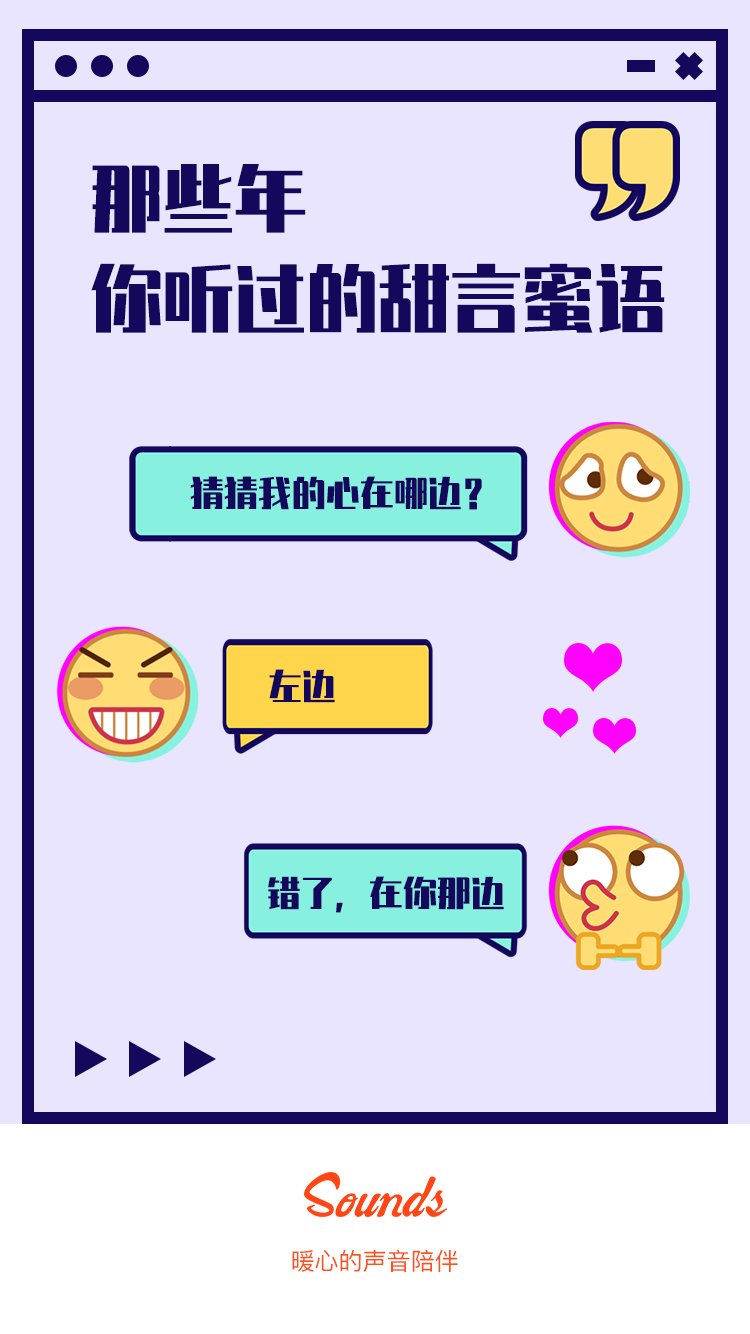 那些年
你听过的甜言蜜语
猜猜我的心在哪边？
左边
错了，在你那边
Sounds
暖心的声音陪伴